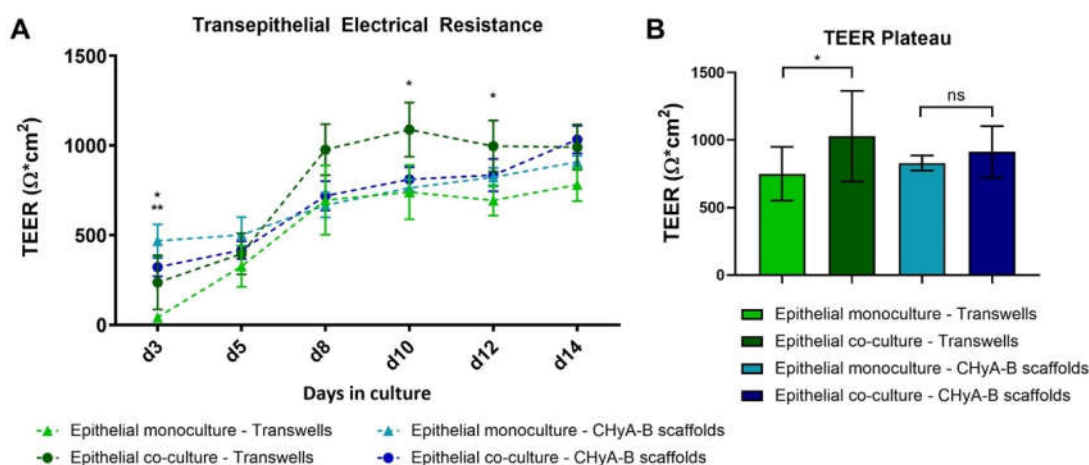 A
Transepithelial Electrical Resistance
TEER (Ω*cm²)
1500
1000
500
0
*
**
*
*
d3
d5
d8
d10
d12
d14
Days in culture
Epithelial monoculture - Transwells
Epithelial co-culture - Transwells
Epithelial monoculture - CHyA-B scaffolds
Epithelial co-culture - CHyA-B scaffolds
B
TEER Plateau
TEER (Ω*cm²)
1500
1000
500
0
*
ns
Epithelial monoculture - Transwells
Epithelial co-culture - Transwells
Epithelial monoculture - CHyA-B scaffolds
Epithelial co-culture - CHyA-B scaffolds